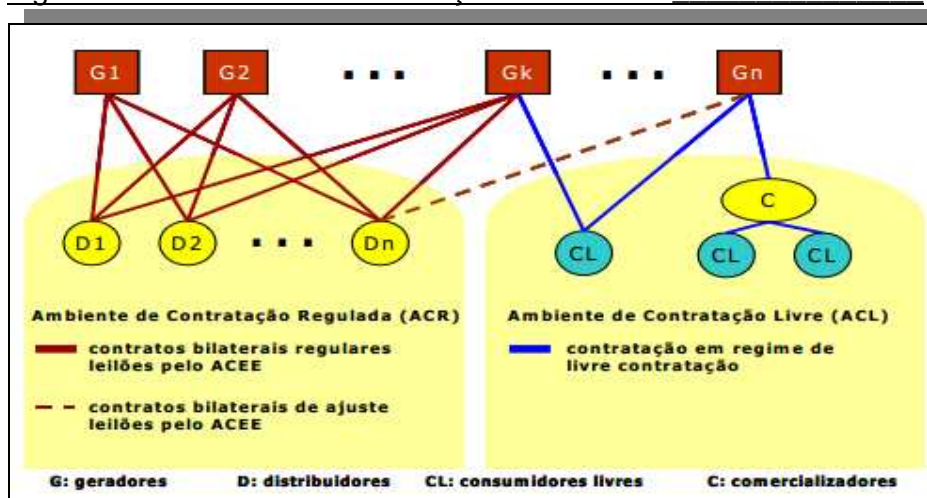 G1 G2 ... Gk ... Gn
C
D1 D2 ... Dn CL CL CL
Ambiente de Contratação Regulada (ACR)
contratos bilaterais regulares
leilões pelo ACEE
contratos bilaterais de ajuste
leilões pelo ACEE
Ambiente de Contratação Livre (ACL)
contratação em regime de
livre contratação
G: geradores D: distribuidores CL: consumidores livres C: comercializadores